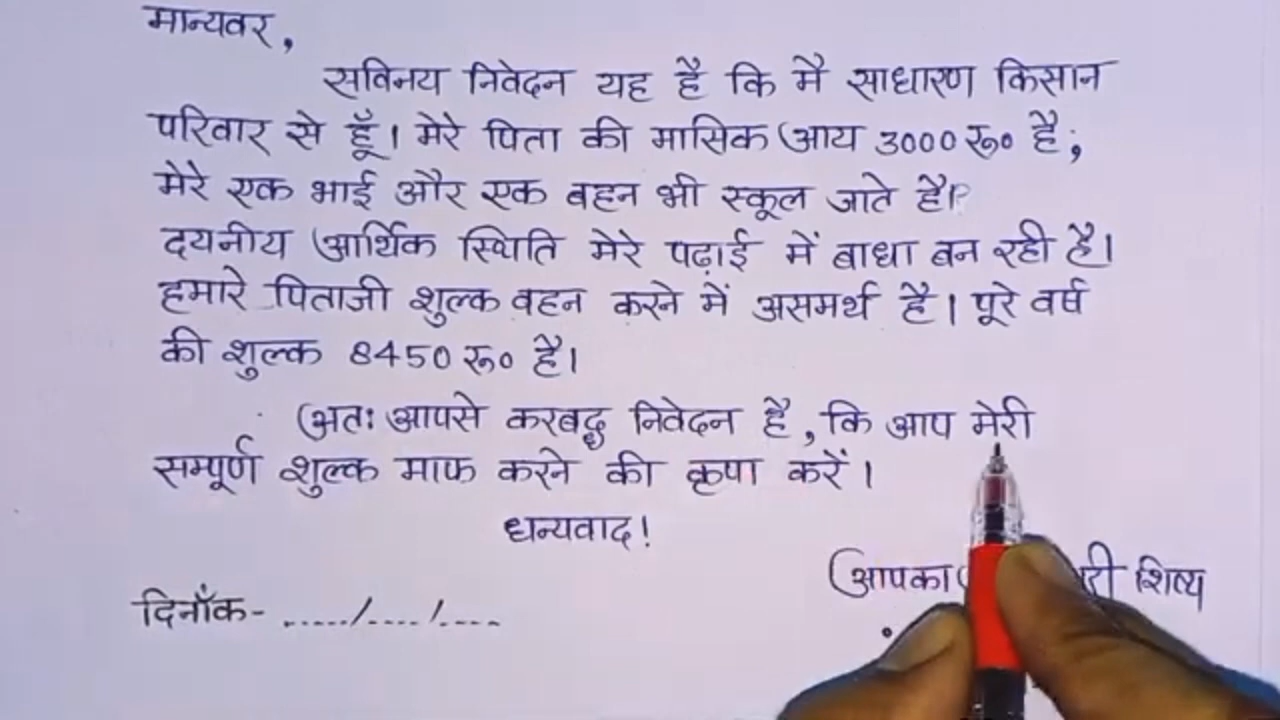 मान्यवर,
सविनय निवेदन यह है कि मै साधारण किसान
परिवार से हूँ। मेरे पिता की मासिक आय 3000 रू० है;
मेरे एक भाई और एक बहन भी स्कूल जाते है।
दयनीय आर्थिक स्थिति मेरे पढ़ाई में बाधा बन रही है।
हमारे पिताजी शुल्क वहन करने में असमर्थ है। पूरे वर्ष
की शुल्क 8450 रू० है।
अतः आपसे करबद्ध निवेदन है, कि आप मेरी
सम्पूर्ण शुल्क माफ करने की कृपा करें।
धन्यवाद!
आपका शिष्य
दिनाँक- ...../..../....